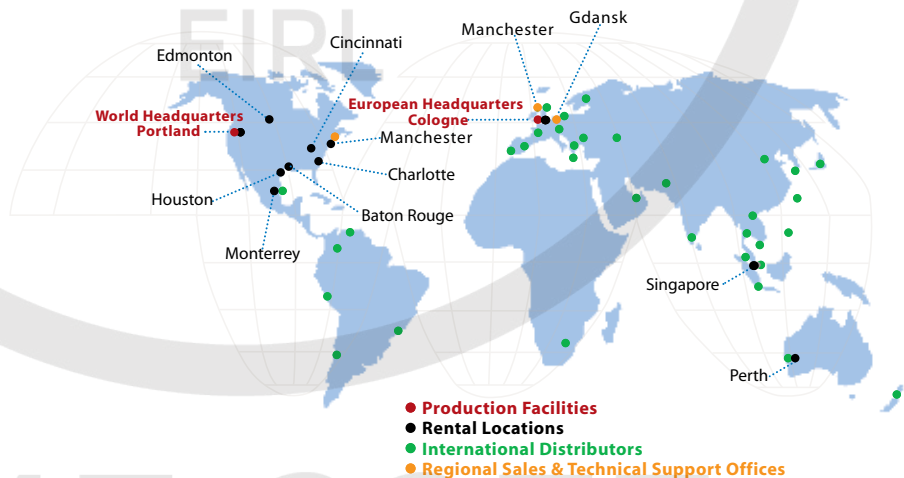 EIRL
Gdansk
Manchester
Cincinnati
Edmonton
European Headquarters
Cologne
World Headquarters
Portland
Manchester
Charlotte
Houston
Baton Rouge
Monterrey
Singapore
Perth
Production Facilities
Rental Locations
International Distributors
Regional Sales & Technical Support Offices